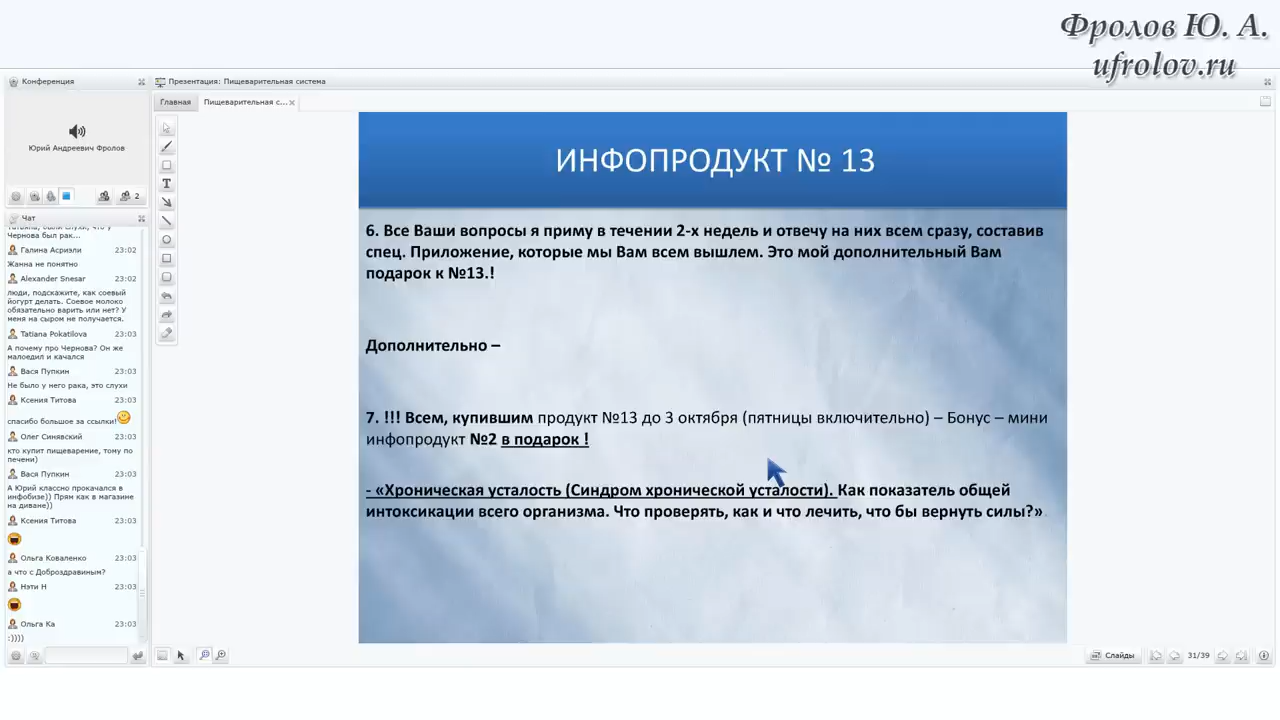 Фролов Ю. А.
ufrolov.ru
Конференция
Презентация: Пищеварительная система
Главная
Пищеварительная с...
Юрий Андреевич Фролов
2
Чат
Чернова был рак...
Галина Асриэли 23:02
Жанна не понятно
Alexander Snesar 23:02
люди, подскажите, как соевый
йогурт делать. Соевое молоко
обязательно варить или нет? У
меня на сыром не получается.
Tatiana Pokatilova 23:03
А почему про Чернова? Он же
малоедил и качался
Вася Пупкин 23:03
Не было у него рака, это слухи
Ксения Титова 23:03
спасибо большое за ссылки!
Олег Синявский 23:03
кто купит пищеварение, тому по
печени)
Вася Пупкин 23:03
А Юрий классно прокачался в
инфобизе)) Прям как в магазине
на диване))
Ксения Титова 23:03
Ольга Коваленко 23:03
а что с Доброздравиным?
Нэти Н 23:03
Ольга Ка 23:03
:))))
ИНФОПРОДУКТ № 13
6. Все Ваши вопросы я приму в течении 2-х недель и отвечу на них всем сразу, составив
спец. Приложение, которые мы Вам всем вышлем. Это мой дополнительный Вам
подарок к №13.!
Дополнительно –
7. !!! Всем, купившим продукт №13 до 3 октября (пятницы включительно) – Бонус – мини
инфопродукт №2 в подарок !
- «Хроническая усталость (Синдром хронической усталости). Как показатель общей
интоксикации всего организма. Что проверять, как и что лечить, что бы вернуть силы?»
Слайды
31/39